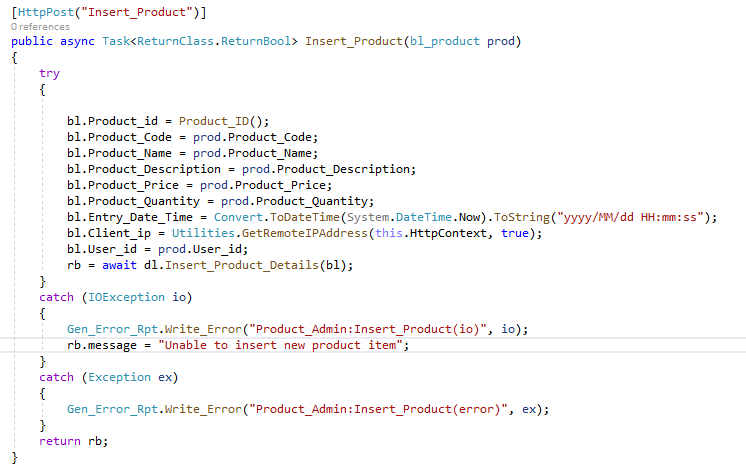 [HttpPost("Insert_Product")]
0 references
public async Task<ReturnClass.ReturnBool> Insert_Product(bl_product prod)
{
try
{
bl.Product_id = Product_ID();
bl.Product_Code = prod.Product_Code;
bl.Product_Name = prod.Product_Name;
bl.Product_Description = prod.Product_Description;
bl.Product_Price = prod.Product_Price;
bl.Product_Quantity = prod.Product_Quantity;
bl.Entry_Date_Time = Convert.ToDateTime(System.DateTime.Now).ToString("yyyy/MM/dd HH:mm:ss");
bl.Client_ip = Utilities.GetRemoteIPAddress(this.HttpContext, true);
bl.User_id = prod.User_id;
rb = await dl.Insert_Product_Details(bl);
}
catch (IOException io)
{
Gen_Error_Rpt.Write_Error("Product_Admin:Insert_Product(io)", io);
rb.message = "Unable to insert new product item";
}
catch (Exception ex)
{
Gen_Error_Rpt.Write_Error("Product_Admin:Insert_Product(error)", ex);
}
return rb;
}